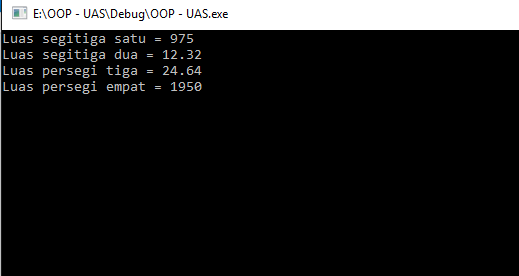 E:\OOP - UAS\Debug\OOP - UAS.exe
Luas segitiga satu = 975
Luas segitiga dua = 12.32
Luas persegi tiga = 24.64
Luas persegi empat = 1950